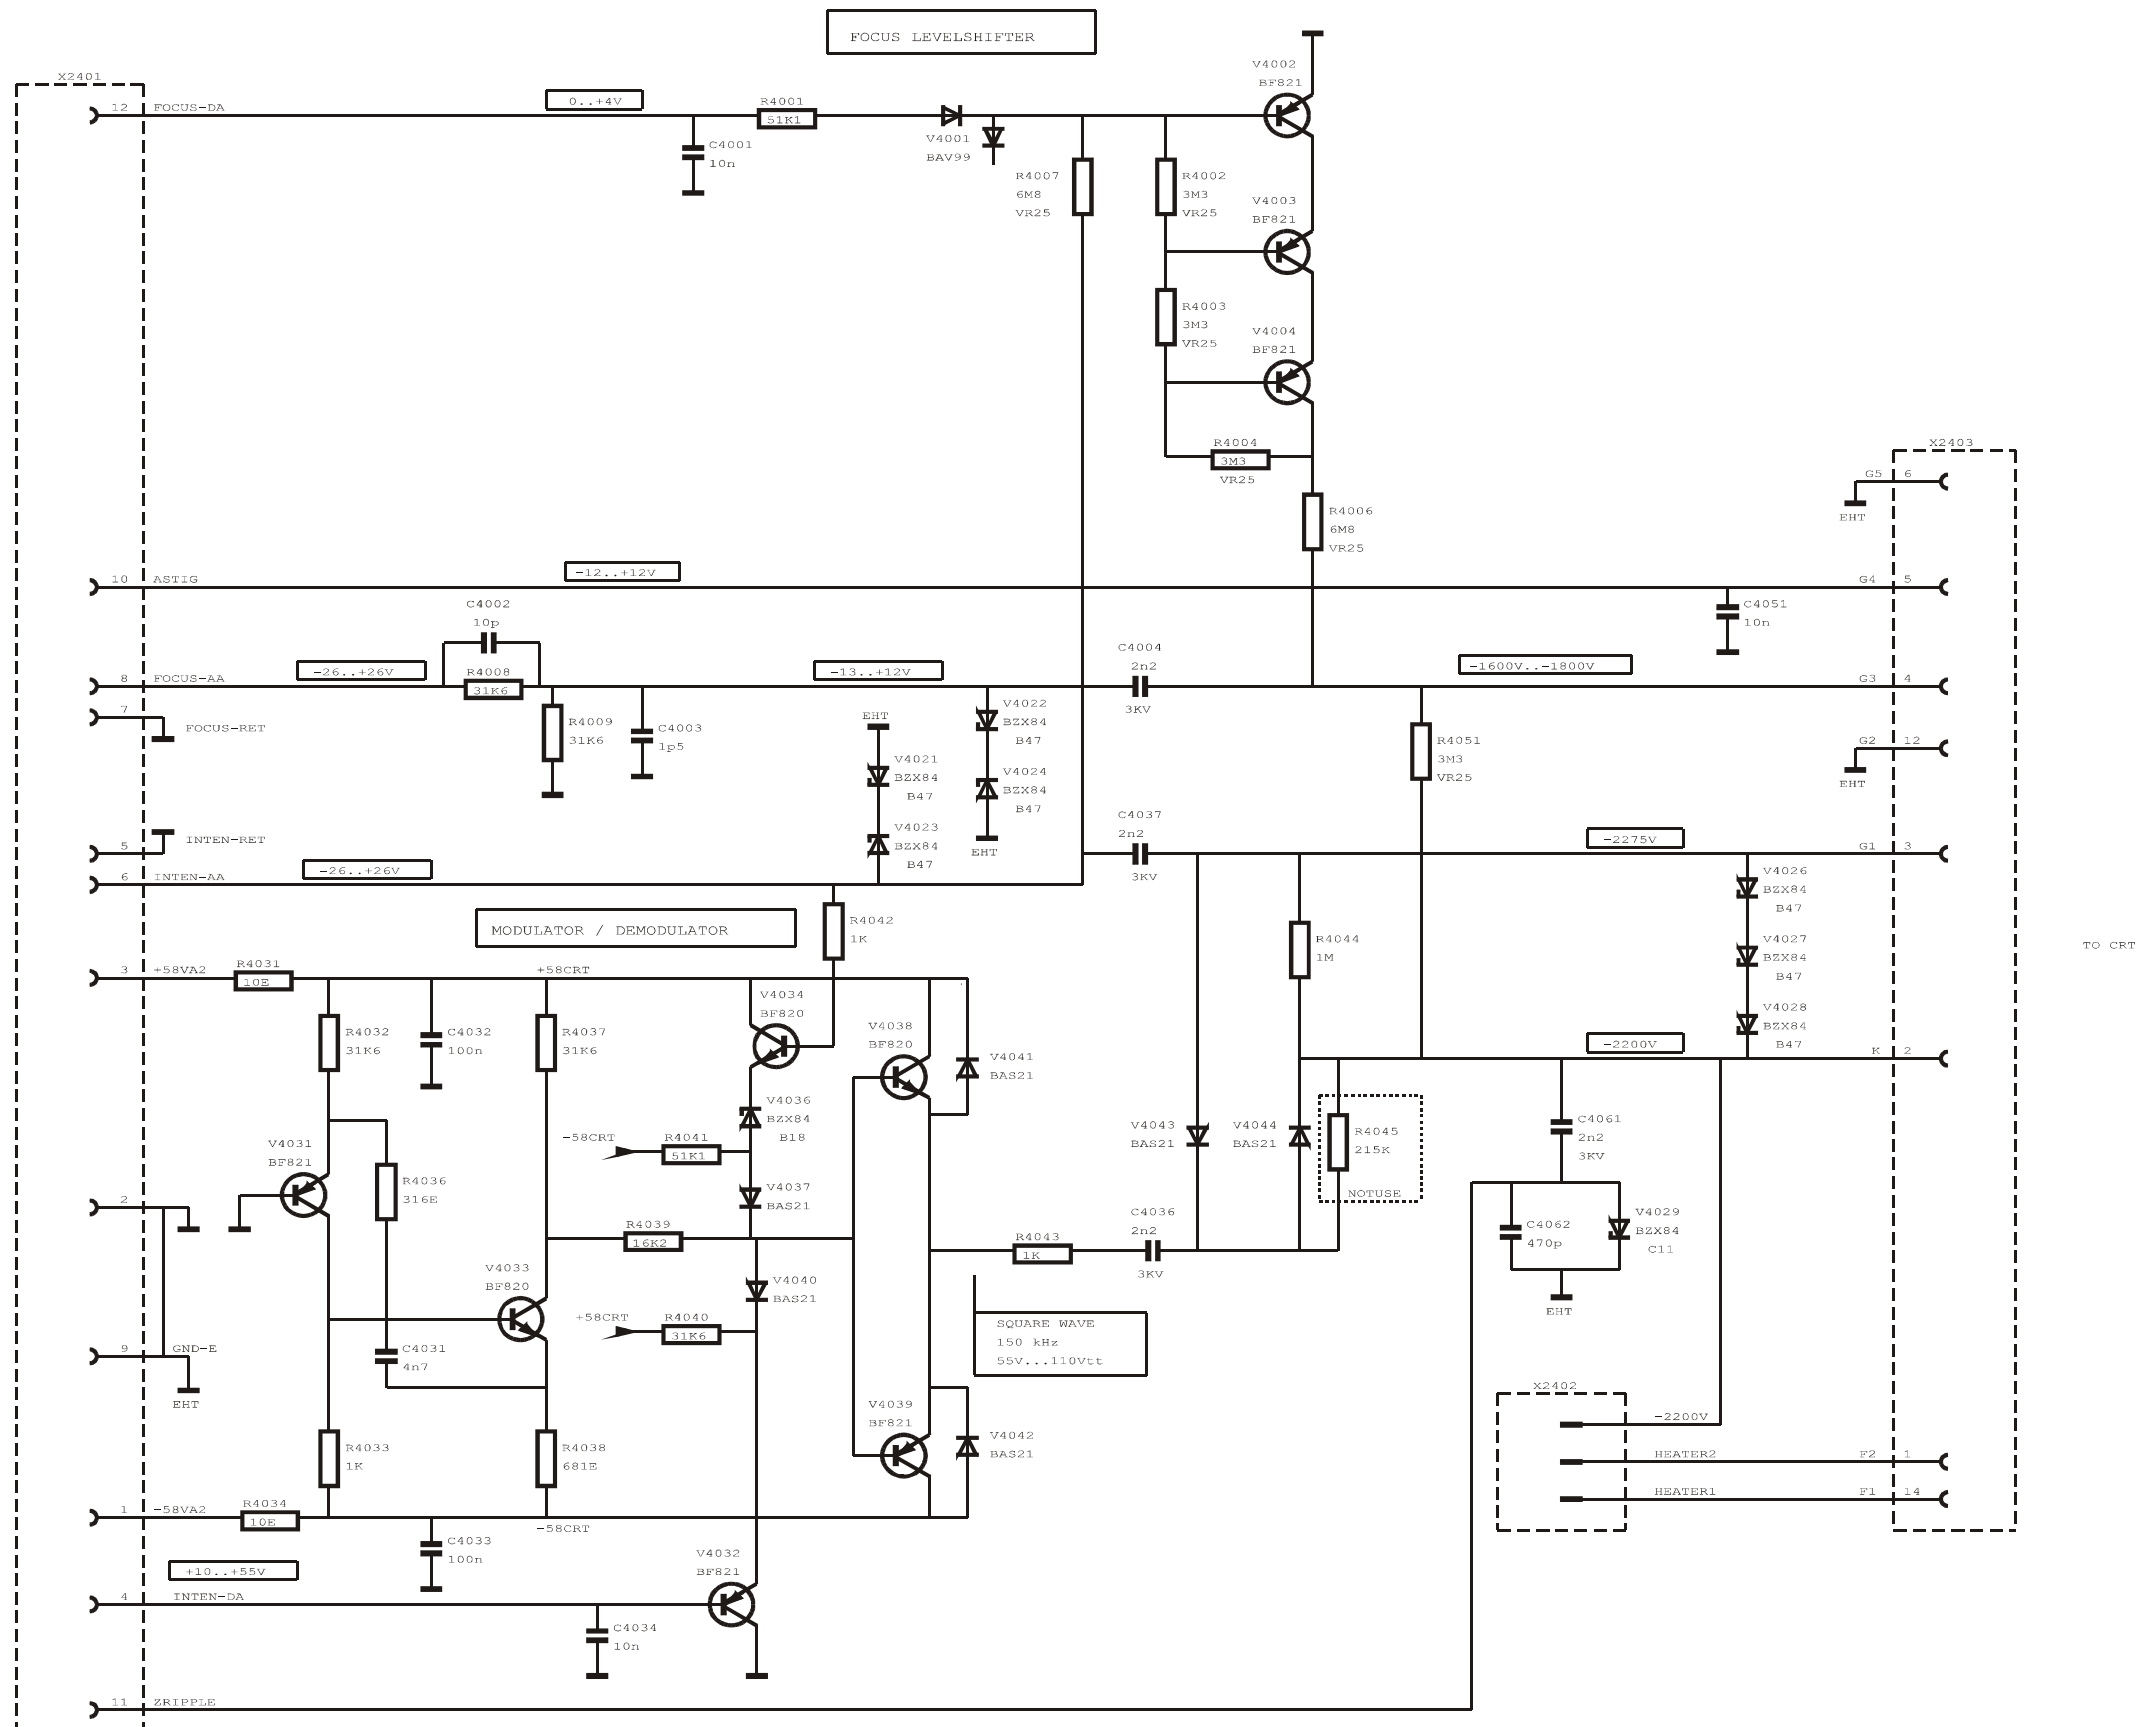 FOCUS LEVELSHIFTER
X2401
12 FOCUS-DA
0..+4V
R4001
51K1
C4001
10n
V4001
BAV99
V4002
BF821
R4007
6M8
VR25
R4002
3M3
VR25
V4003
BF821
R4003
3M3
VR25
V4004
BF821
R4004
3M3
VR25
R4006
6M8
VR25
X2403
G5 6
EHT
10 ASTIG
-12..+12V
G4 5
C4051
10n
C4002
10p
8 FOCUS-AA
-26..+26V
R4008
31K6
-13..+12V
C4004
2n2
3KV
-1600V..-1800V
G3 4
7
FOCUS-RET
R4009
31K6
C4003
1p5
EHT
V4021
BZX84
B47
V4023
BZX84
B47
V4022
BZX84
B47
V4024
BZX84
B47
EHT
R4051
3M3
VR25
G2 12
EHT
5
INTEN-RET
C4037
2n2
3KV
-2275V
G1 3
6 INTEN-AA
-26..+26V
MODULATOR / DEMODULATOR
R4042
1K
R4044
1M
V4026
BZX84
B47
V4027
BZX84
B47
V4028
BZX84
B47
TO CRT
3 +58VA2
R4031
10E
+58CRT
R4032
31K6
C4032
100n
R4037
31K6
V4034
BF820
V4038
BF820
V4041
BAS21
-2200V
K 2
V4031
BF821
R4036
316E
-58CRT
R4041
51K1
V4036
BZX84
B18
V4037
BAS21
V4043
BAS21
V4044
BAS21
R4045
215K
NOTUSE
C4061
2n2
3KV
2
R4039
16K2
R4043
1K
C4036
2n2
3KV
C4062
470p
V4029
BZX84
C11
EHT
V4033
BF820
V4040
BAS21
+58CRT
R4040
31K6
SQUARE WAVE
150 kHz
55V...110Vtt
9 GND-E
EHT
C4031
4n7
V4039
BF821
V4042
BAS21
X2402
-2200V
HEATER2
F2 1
HEATER1
F1 14
R4033
1K
R4038
681E
1 -58VA2
R4034
10E
-58CRT
C4033
100n
V4032
BF821
+10..+55V
4 INTEN-DA
C4034
10n
11 ZRIPPLE